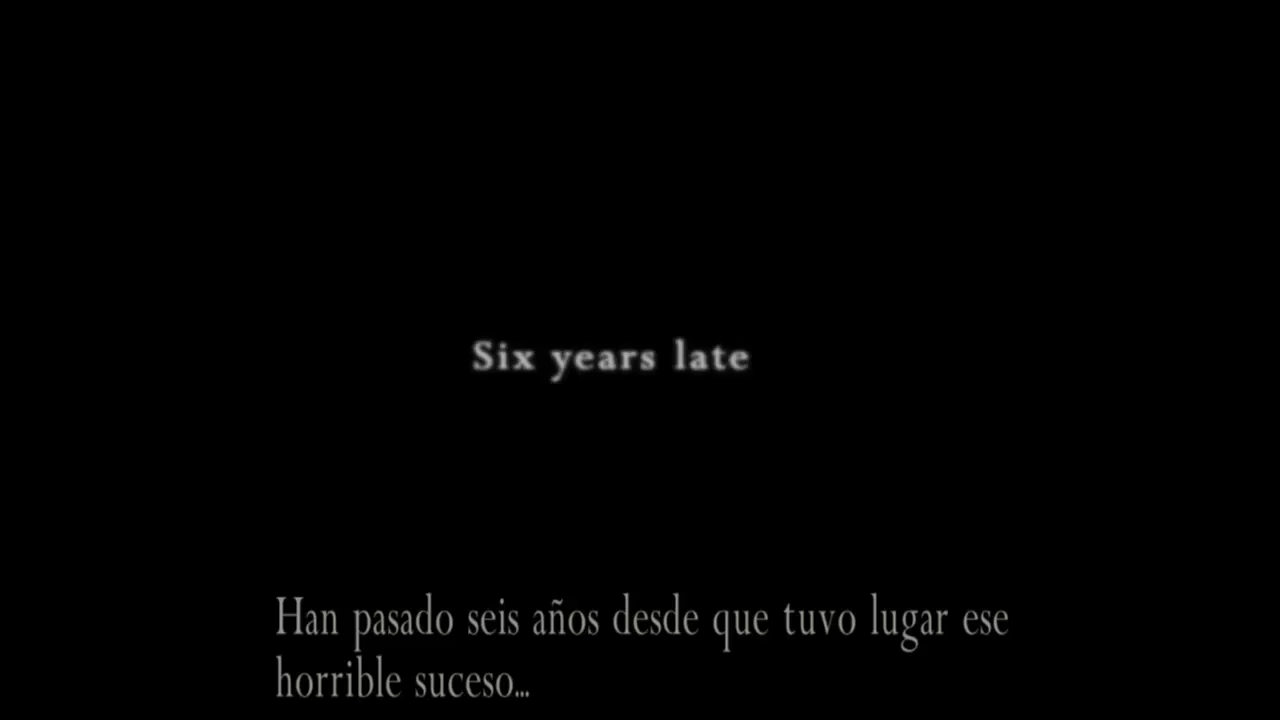 Six years late
Han pasado seis años desde que tuvo lugar ese
horrible suceso...